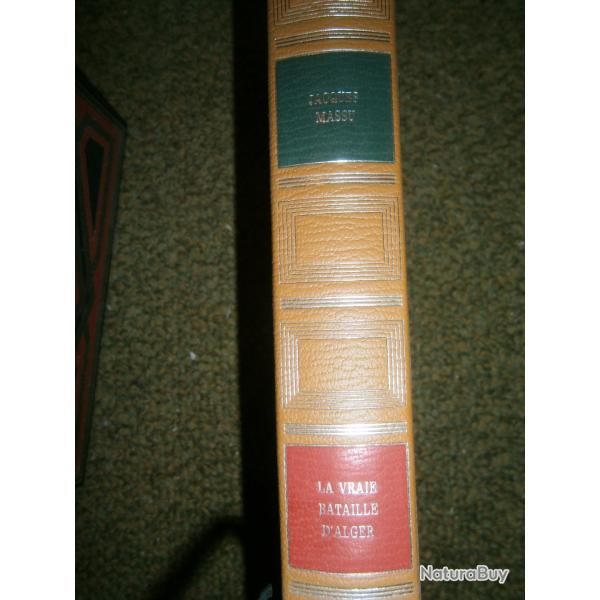 JACQUES
MASSU
LA VRAIE
BATAILLE
D'ALGER
NaturaBuy